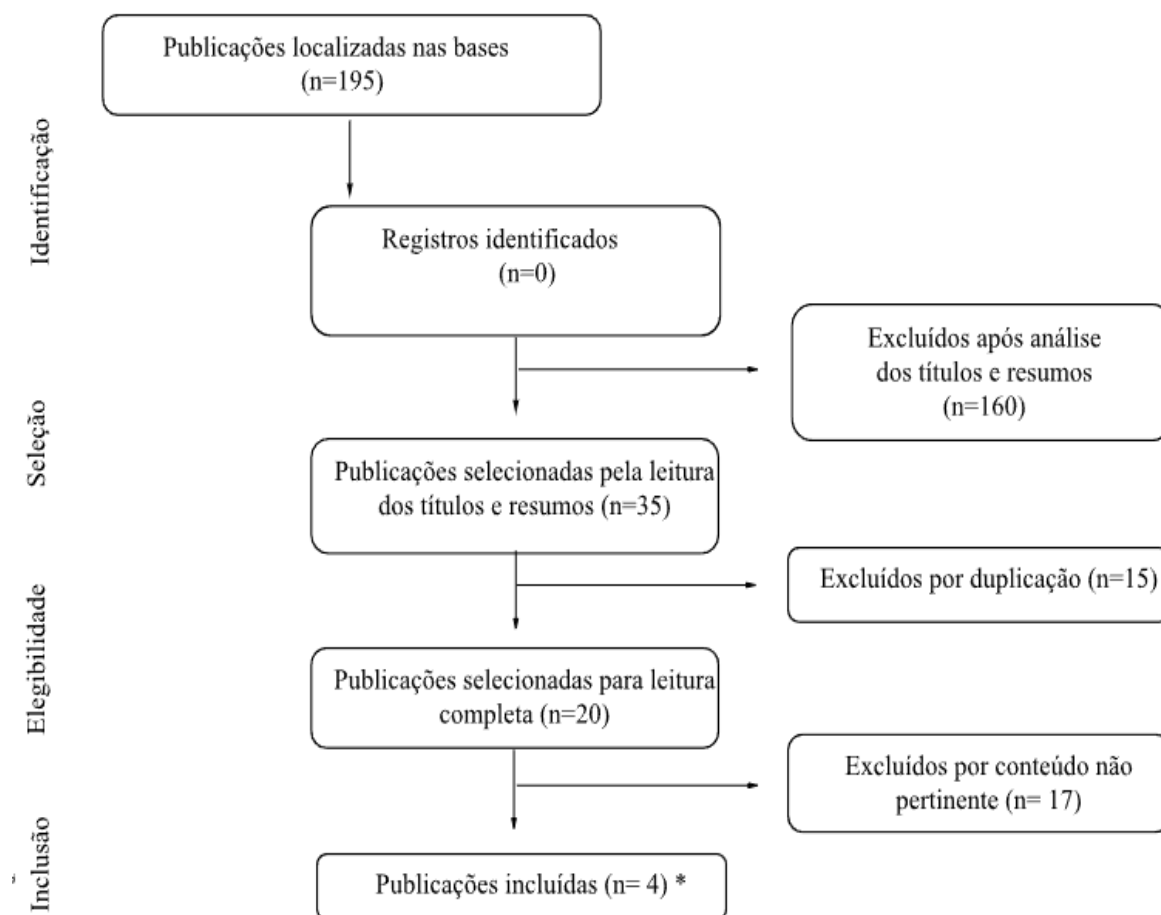 Publicações localizadas nas bases
(n=195)
Identificação
Registros identificados
(n=0)
Excluídos após análise
dos títulos e resumos
(n=160)
Seleção
Publicações selecionadas pela leitura
dos títulos e resumos (n=35)
Excluídos por duplicação (n=15)
Elegibilidade
Publicações selecionadas para leitura
completa (n=20)
Excluídos por conteúdo não
pertinente (n= 17)
Inclusão
Publicações incluídas (n= 4) *